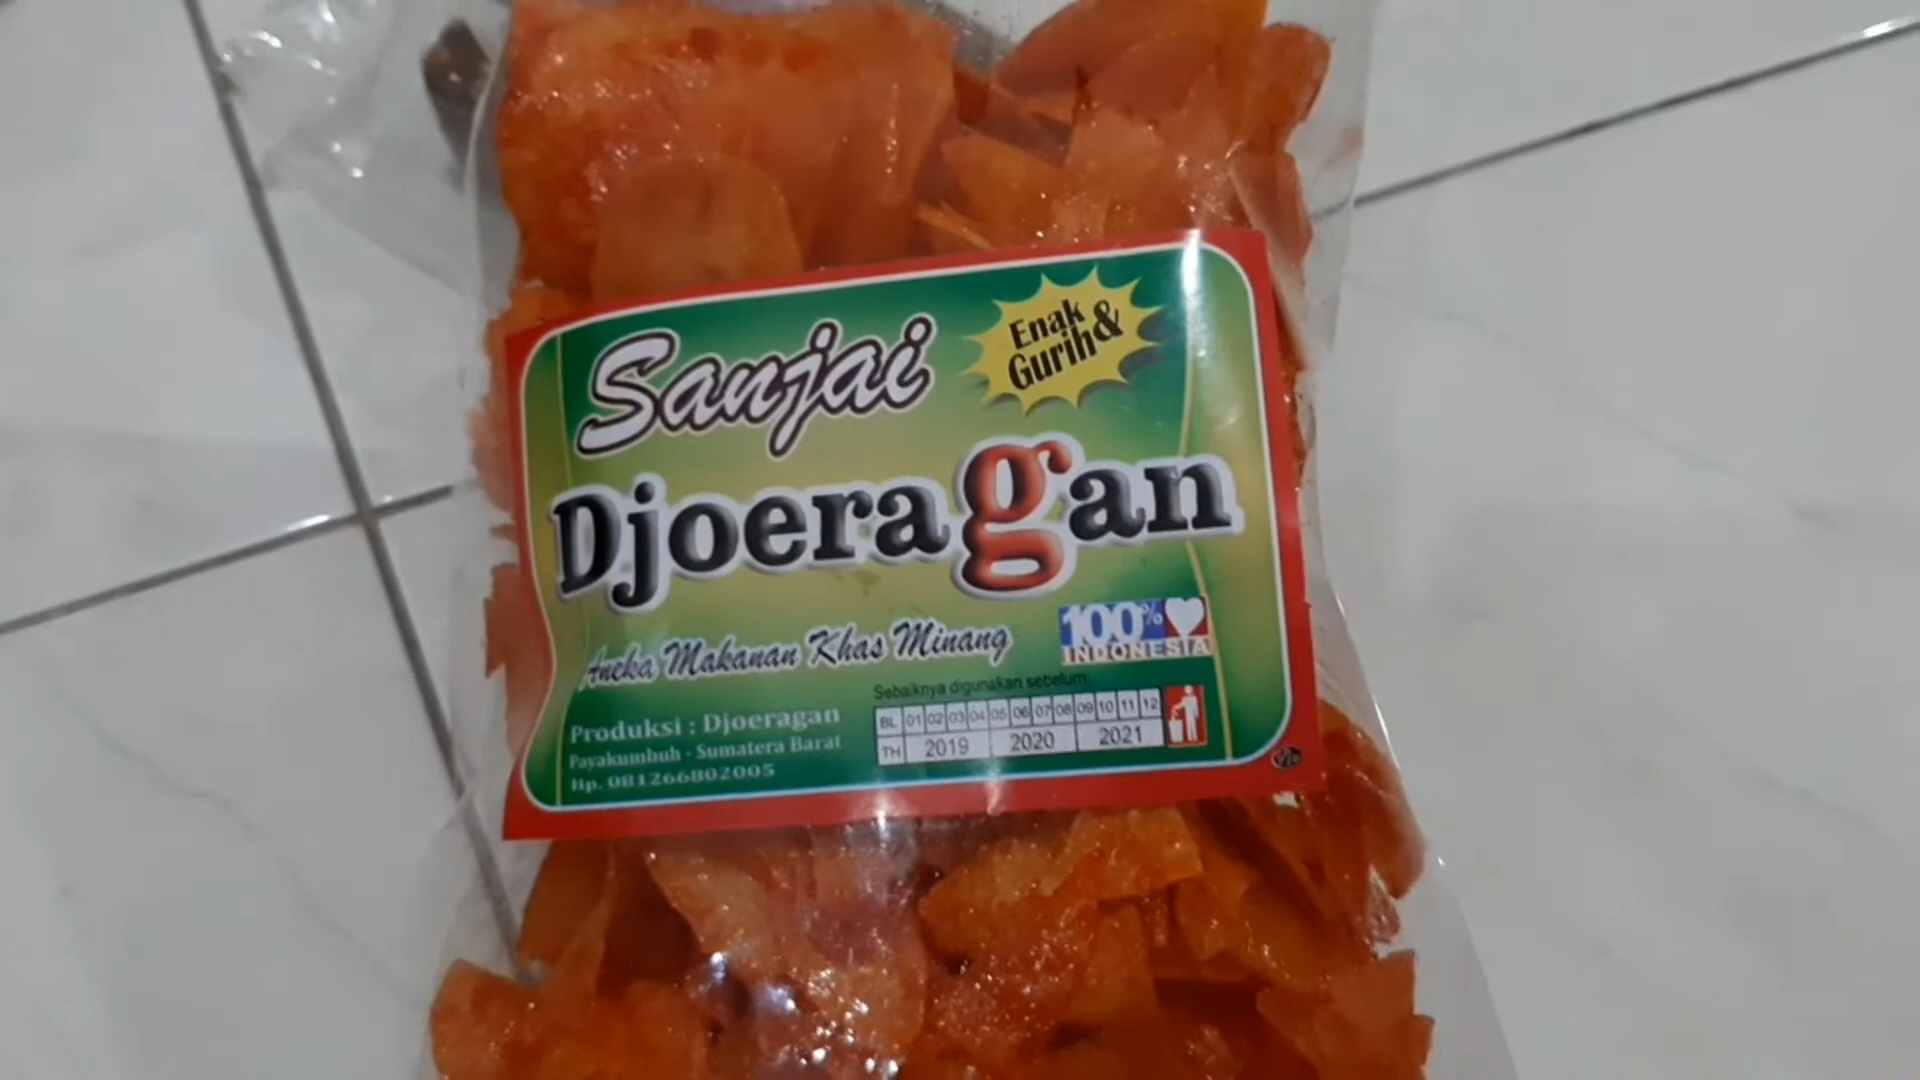 Sanjai
Enak
& Gurih
Djoeragan
Aneka Makanan Khas Minang
100% INDONESIA
Sebaiknya digunakan sebelum:
BL 01 02 03 04 05 06 07 08 09 10 11 12
TH 2019 2020 2021
Produksi : Djoeragan
Payakumbuh - Sumatera Barat
Hp. 081266802005